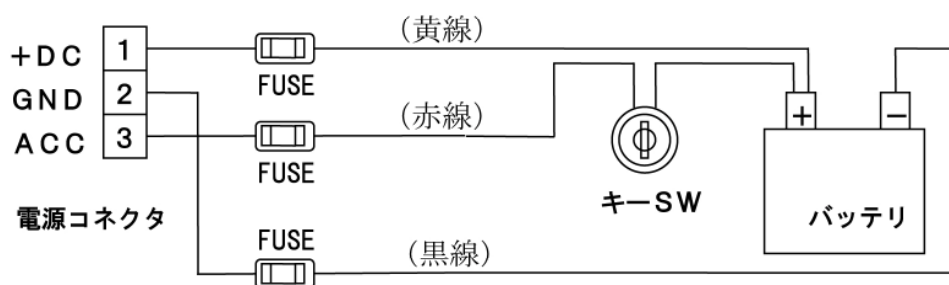 (黄線)
+DC
1
FUSE
GND
2
(赤線)
ACC
3
FUSE
+
−
キーSW
バッテリ
電源コネクタ
FUSE
(黒線)